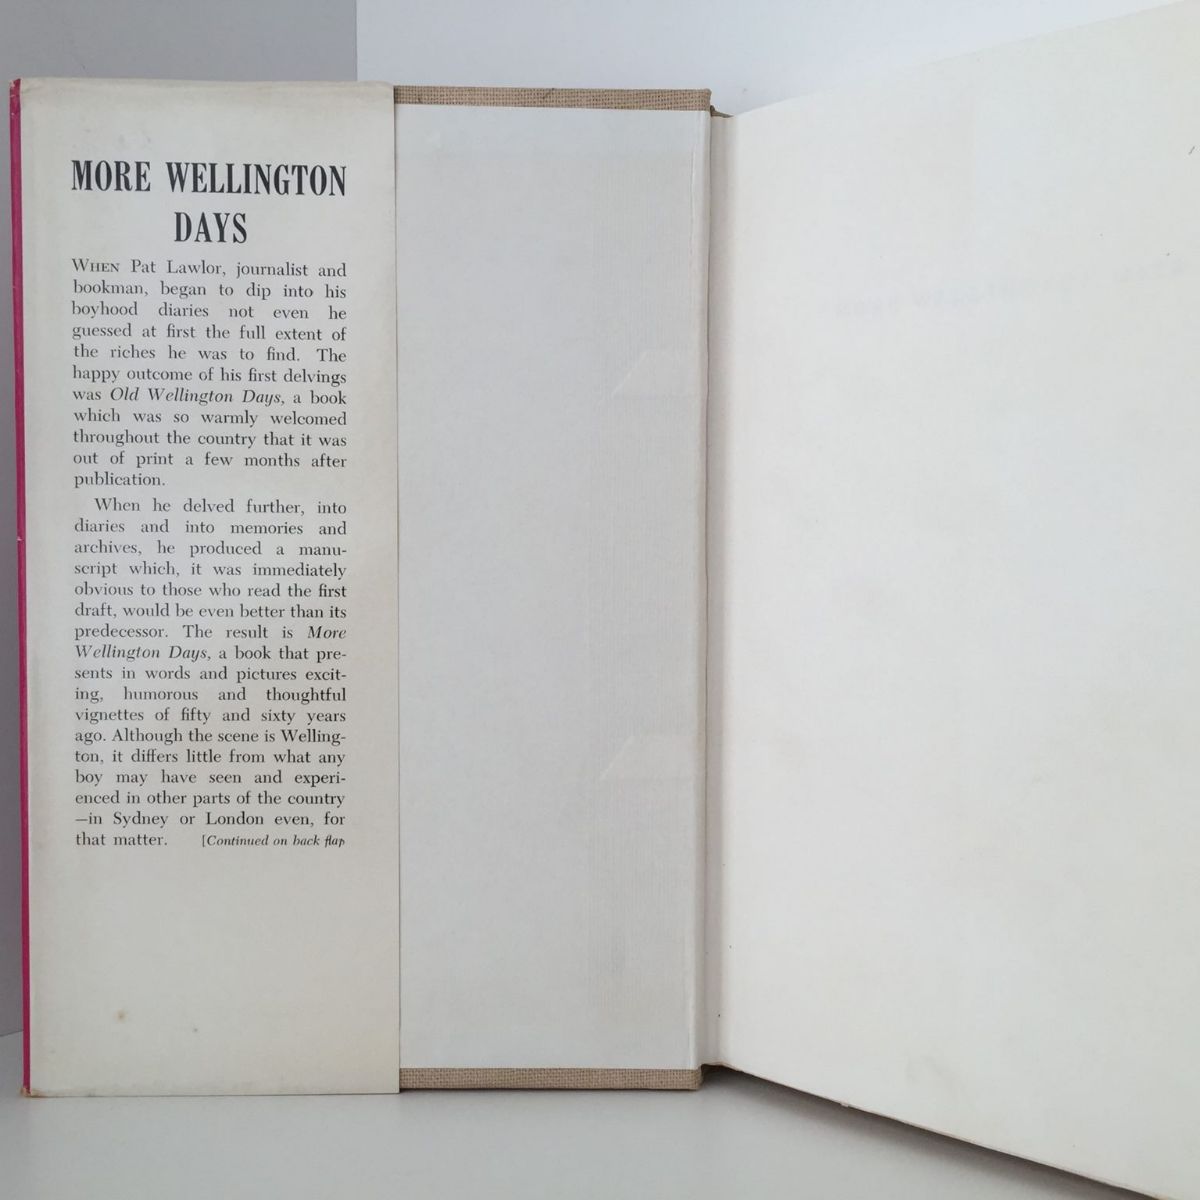 MORE WELLINGTON
DAYS
WHEN Pat Lawlor, journalist and
bookman, began to dip into his
boyhood diaries not even he
guessed at first the full extent of
the riches he was to find. The
happy outcome of his first delvings
was Old Wellington Days, a book
which was so warmly welcomed
throughout the country that it was
out of print a few months after
publication.
When he delved further, into
diaries and into memories and
archives, he produced a manu-
script which, it was immediately
obvious to those who read the first
draft, would be even better than its
predecessor. The result is More
Wellington Days, a book that pre-
sents in words and pictures excit-
ing, humorous and thoughtful
vignettes of fifty and sixty years
ago. Although the scene is Welling-
ton, it differs little from what any
boy may have seen and experi-
enced in other parts of the country
—in Sydney or London even, for
that matter. [Continued on back flap